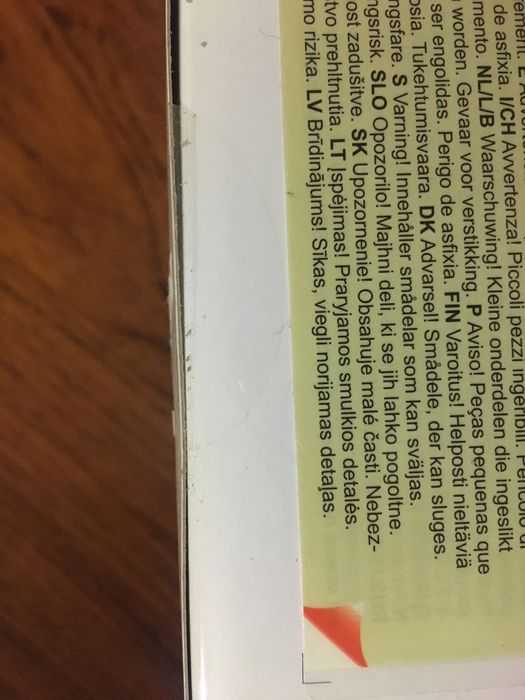 de asfixia. I/CH Avvertenza! Piccoli pezzi ingeribili. Pericolo di
mento. NL/L/B Waarschuwing! Kleine onderdelen die ingeslikt
worden. Gevaar voor verstikking. P Aviso! Peças pequenas que
ser engolidas. Perigo de asfixia. FIN Varoitus! Helposti nieltäviä
osia. Tukehtumisvaara. DK Advarsel! Smådele, der kan sluges.
ngsfare. S Varning! Innehåller smådelar som kan sväljas.
ngsrisk. SLO Opozorilo! Majhni deli, ki se jih lahko pogoltne.
ost zadušitve. SK Upozornenie! Obsahuje malé časti. Nebez-
tvo prehltnutia. LT Įspėjimas! Praryjamos smulkios detalės.
mo rizika. LV Brīdinājums! Sīkas, viegli norijamas detaļas.